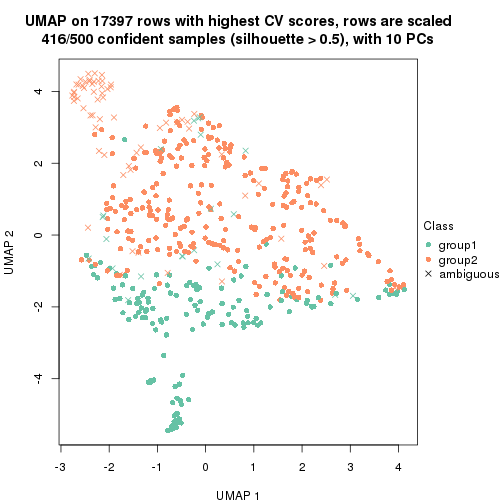 UMAP on 17397 rows with highest CV scores, rows are scaled
416/500 confident samples (silhouette > 0.5), with 10 PCs
UMAP 2
4
2
0
-2
-4
-3
-2
-1
0
1
2
3
4
UMAP 1
Class
group1
group2
ambiguous